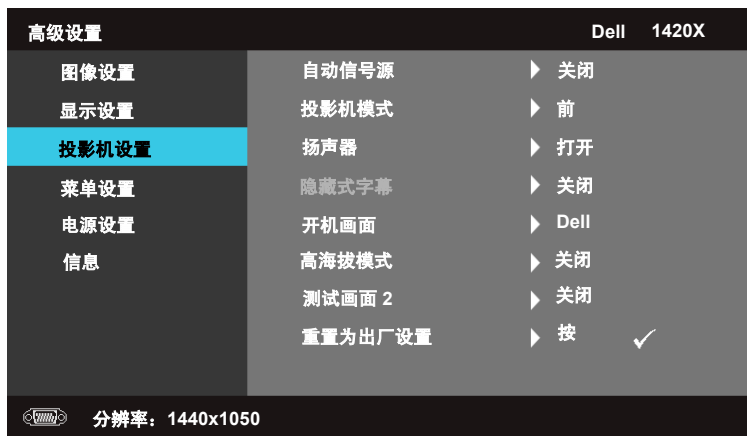 高级设置 Dell 1420X
图像设置 自动信号源 关闭
显示设置 投影机模式 前
投影机设置 扬声器 打开
菜单设置 隐藏式字幕 关闭
电源设置 开机画面 Dell
信息 高海拔模式 关闭
测试画面 2 关闭
重置为出厂设置 按
分辨率：1440x1050